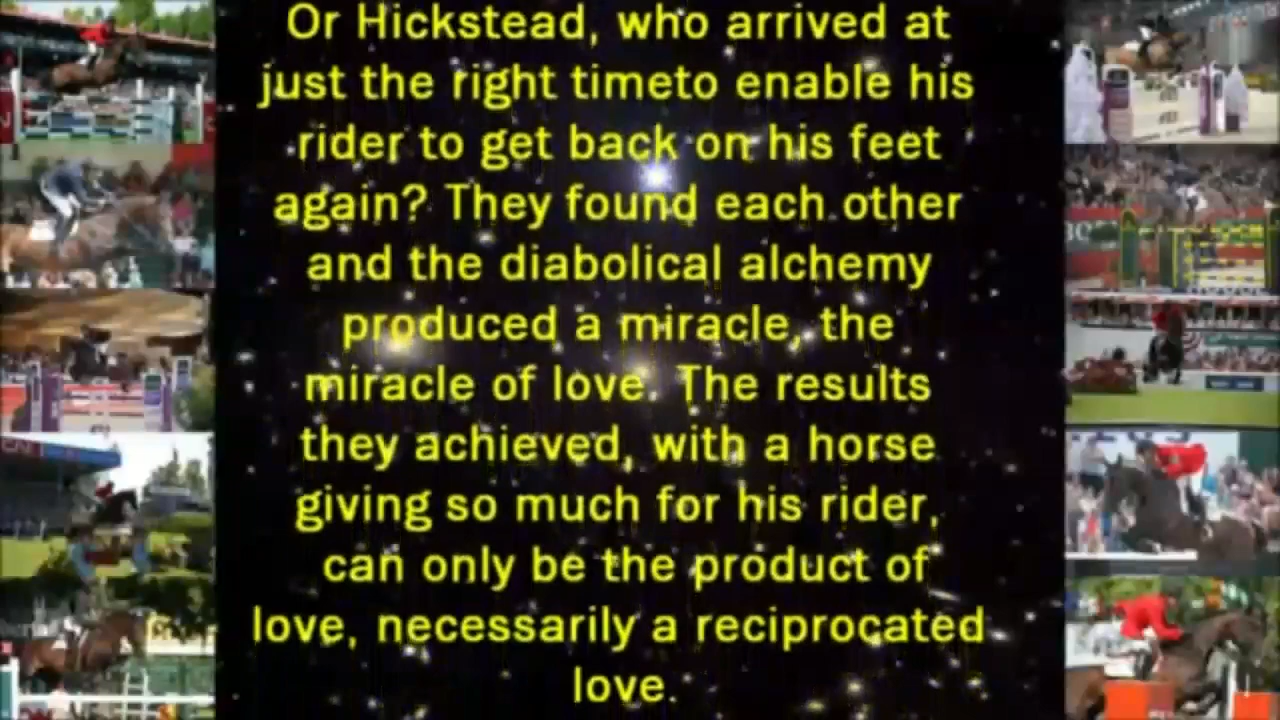 Or Hickstead, who arrived at
just the right timeto enable his
rider to get back on his feet
again? They found each other
and the diabolical alchemy
produced a miracle, the
miracle of love. The results
they achieved, with a horse
giving so much for his rider,
can only be the product of
love, necessarily a reciprocated
love.